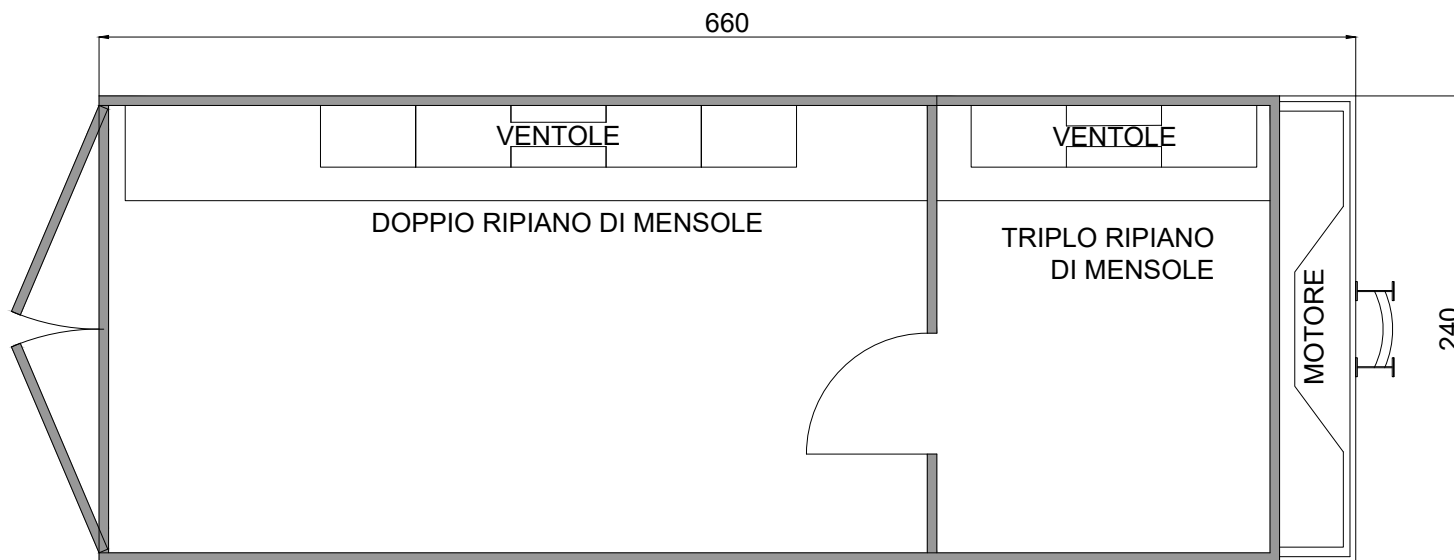 660
VENTOLE
VENTOLE
DOPPIO RIPIANO DI MENSOLE
TRIPLO RIPIANO
DI MENSOLE
MOTORE
240